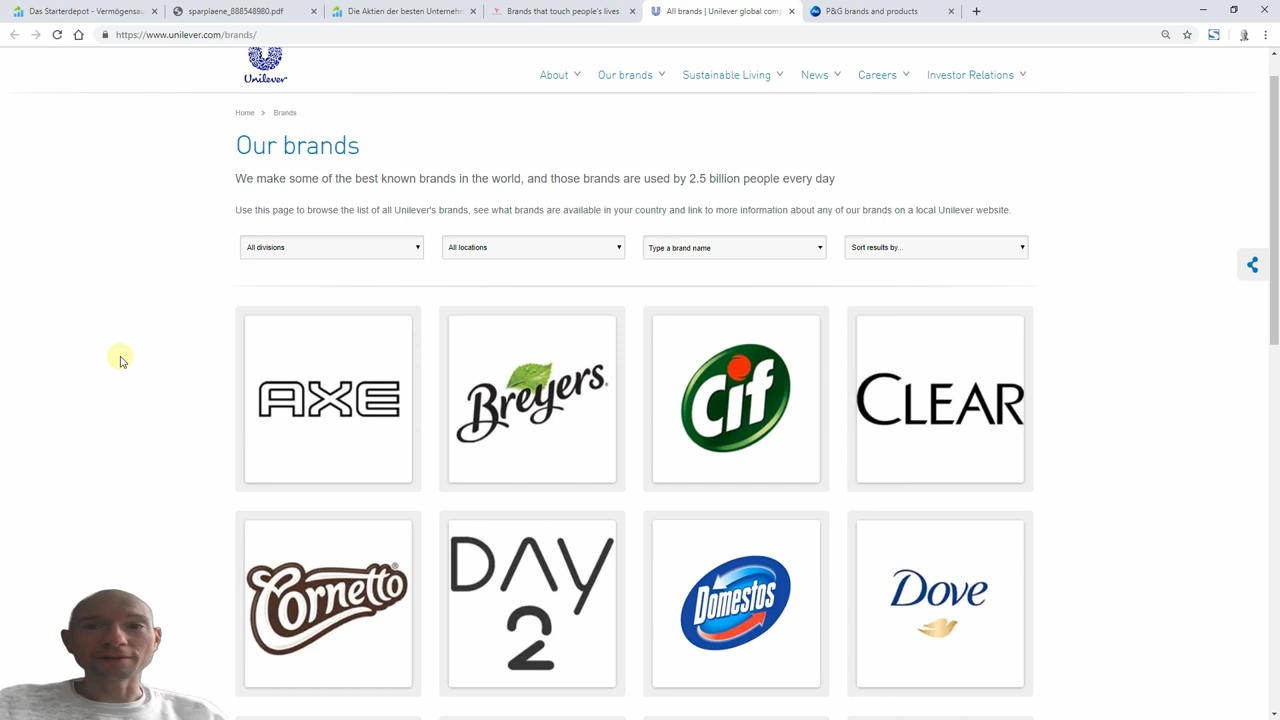 Das Starterdepot - Vermögensau
sparplaene_888548980.pdf
Die Aktien der besten Unternehm
Brands that touch people's lives
All brands | Unilever global comp
P&G brands and products
https://www.unilever.com/brands/
Unilever
About
Our brands
Sustainable Living
News
Careers
Investor Relations
Home > Brands
Our brands
We make some of the best known brands in the world, and those brands are used by 2.5 billion people every day
Use this page to browse the list of all Unilever's brands, see what brands are available in your country and link to more information about any of our brands on a local Unilever website.
All divisions
All locations
Type a brand name
Sort results by...
AXE
Breyers
Cif
CLEAR
Cornetto
DAY
2
Domestos
Dove